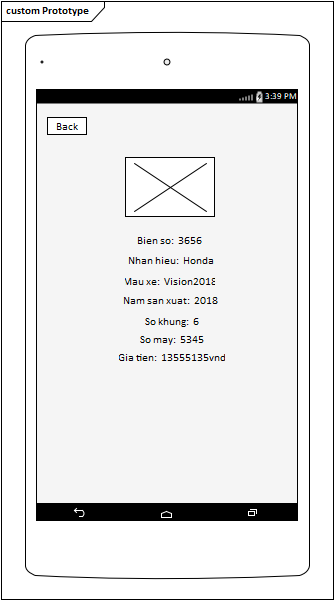 custom Prototype
3:39 PM
Back
Bien so: 3656
Nhan hieu: Honda
Mau xe: Vision2018
Nam san xuat: 2018
So khung: 6
So may: 5345
Gia tien: 13555135vnd